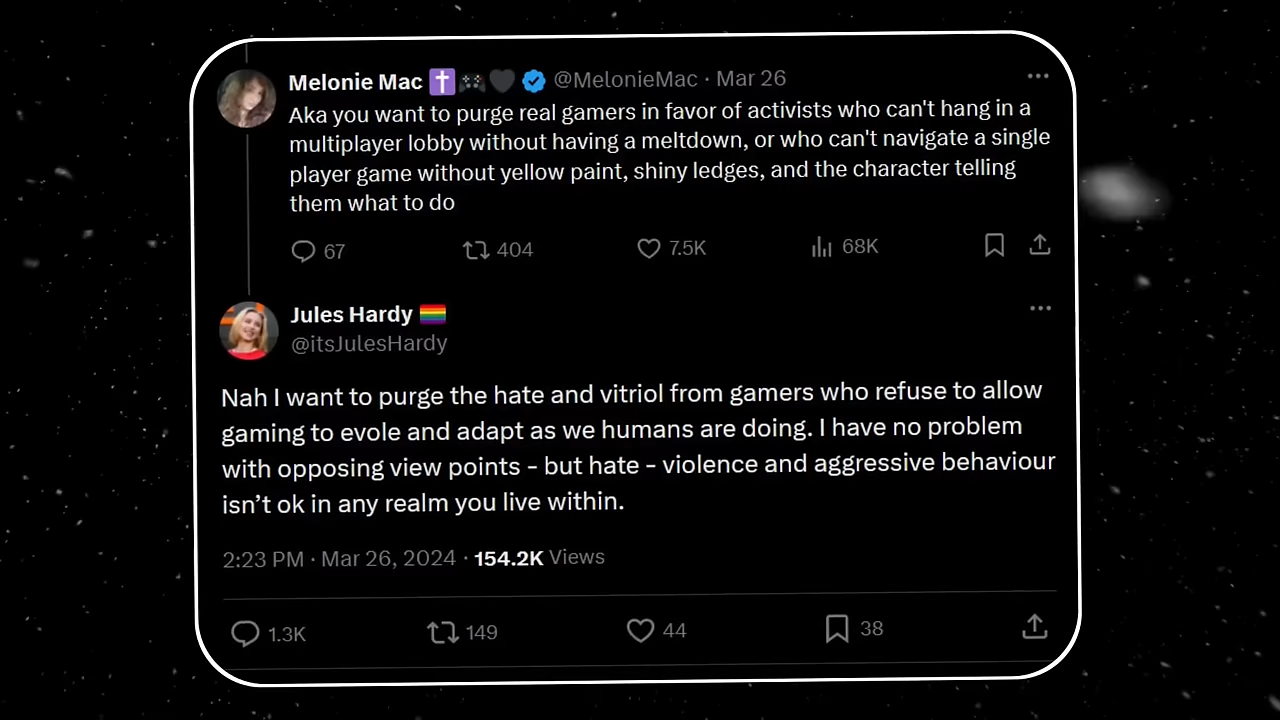 Melonie Mac ✝️🎮🖤 @MelonieMac · Mar 26
Aka you want to purge real gamers in favor of activists who can't hang in a
multiplayer lobby without having a meltdown, or who can't navigate a single
player game without yellow paint, shiny ledges, and the character telling
them what to do
67 404 7.5K 68K
Jules Hardy 🏳️‍🌈
@itsJulesHardy
Nah I want to purge the hate and vitriol from gamers who refuse to allow
gaming to evole and adapt as we humans are doing. I have no problem
with opposing view points - but hate - violence and aggressive behaviour
isn’t ok in any realm you live within.
2:23 PM · Mar 26, 2024 · 154.2K Views
1.3K 149 44 38